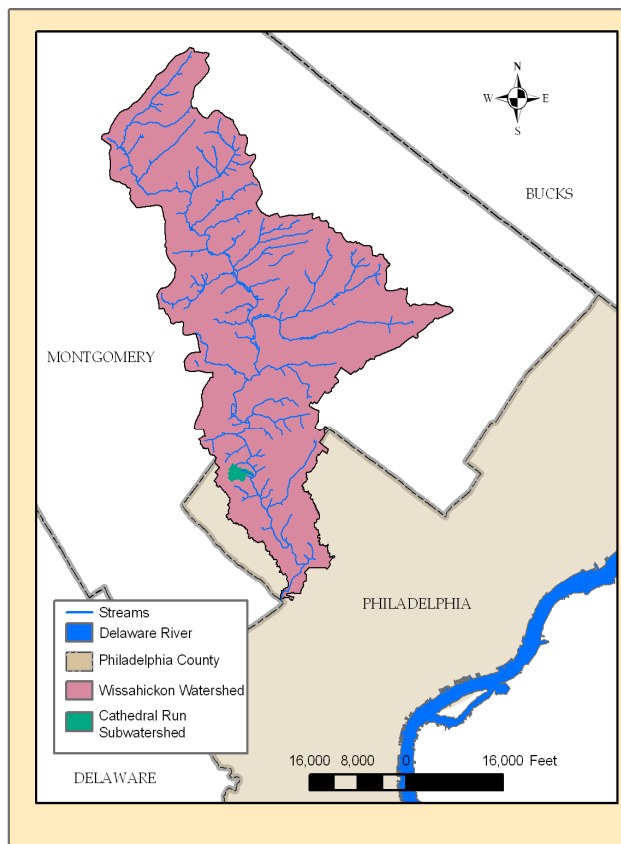 N
W E
S
BUCKS
MONTGOMERY
PHILADELPHIA
Streams
Delaware River
Philadelphia County
Wissahickon Watershed
Cathedral Run
Subwatershed
DELAWARE
16,000 8,000 0 16,000 Feet